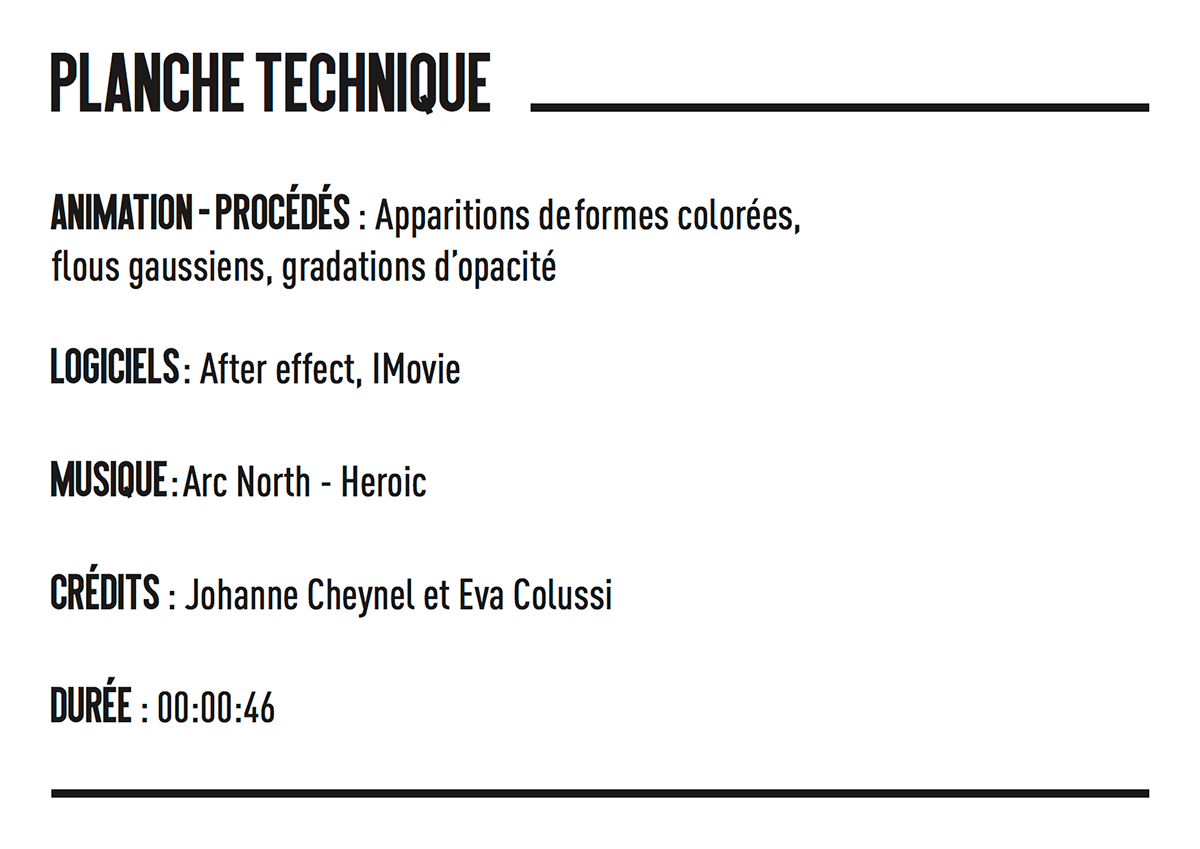 PLANCHE TECHNIQUE
ANIMATION - PROCÉDÉS : Apparitions de formes colorées,
flous gaussiens, gradations d'opacité
LOGICIELS : After effect, IMovie
MUSIQUE : Arc North - Heroic
CRÉDITS : Johanne Cheynel et Eva Colussi
DURÉE : 00:00:46